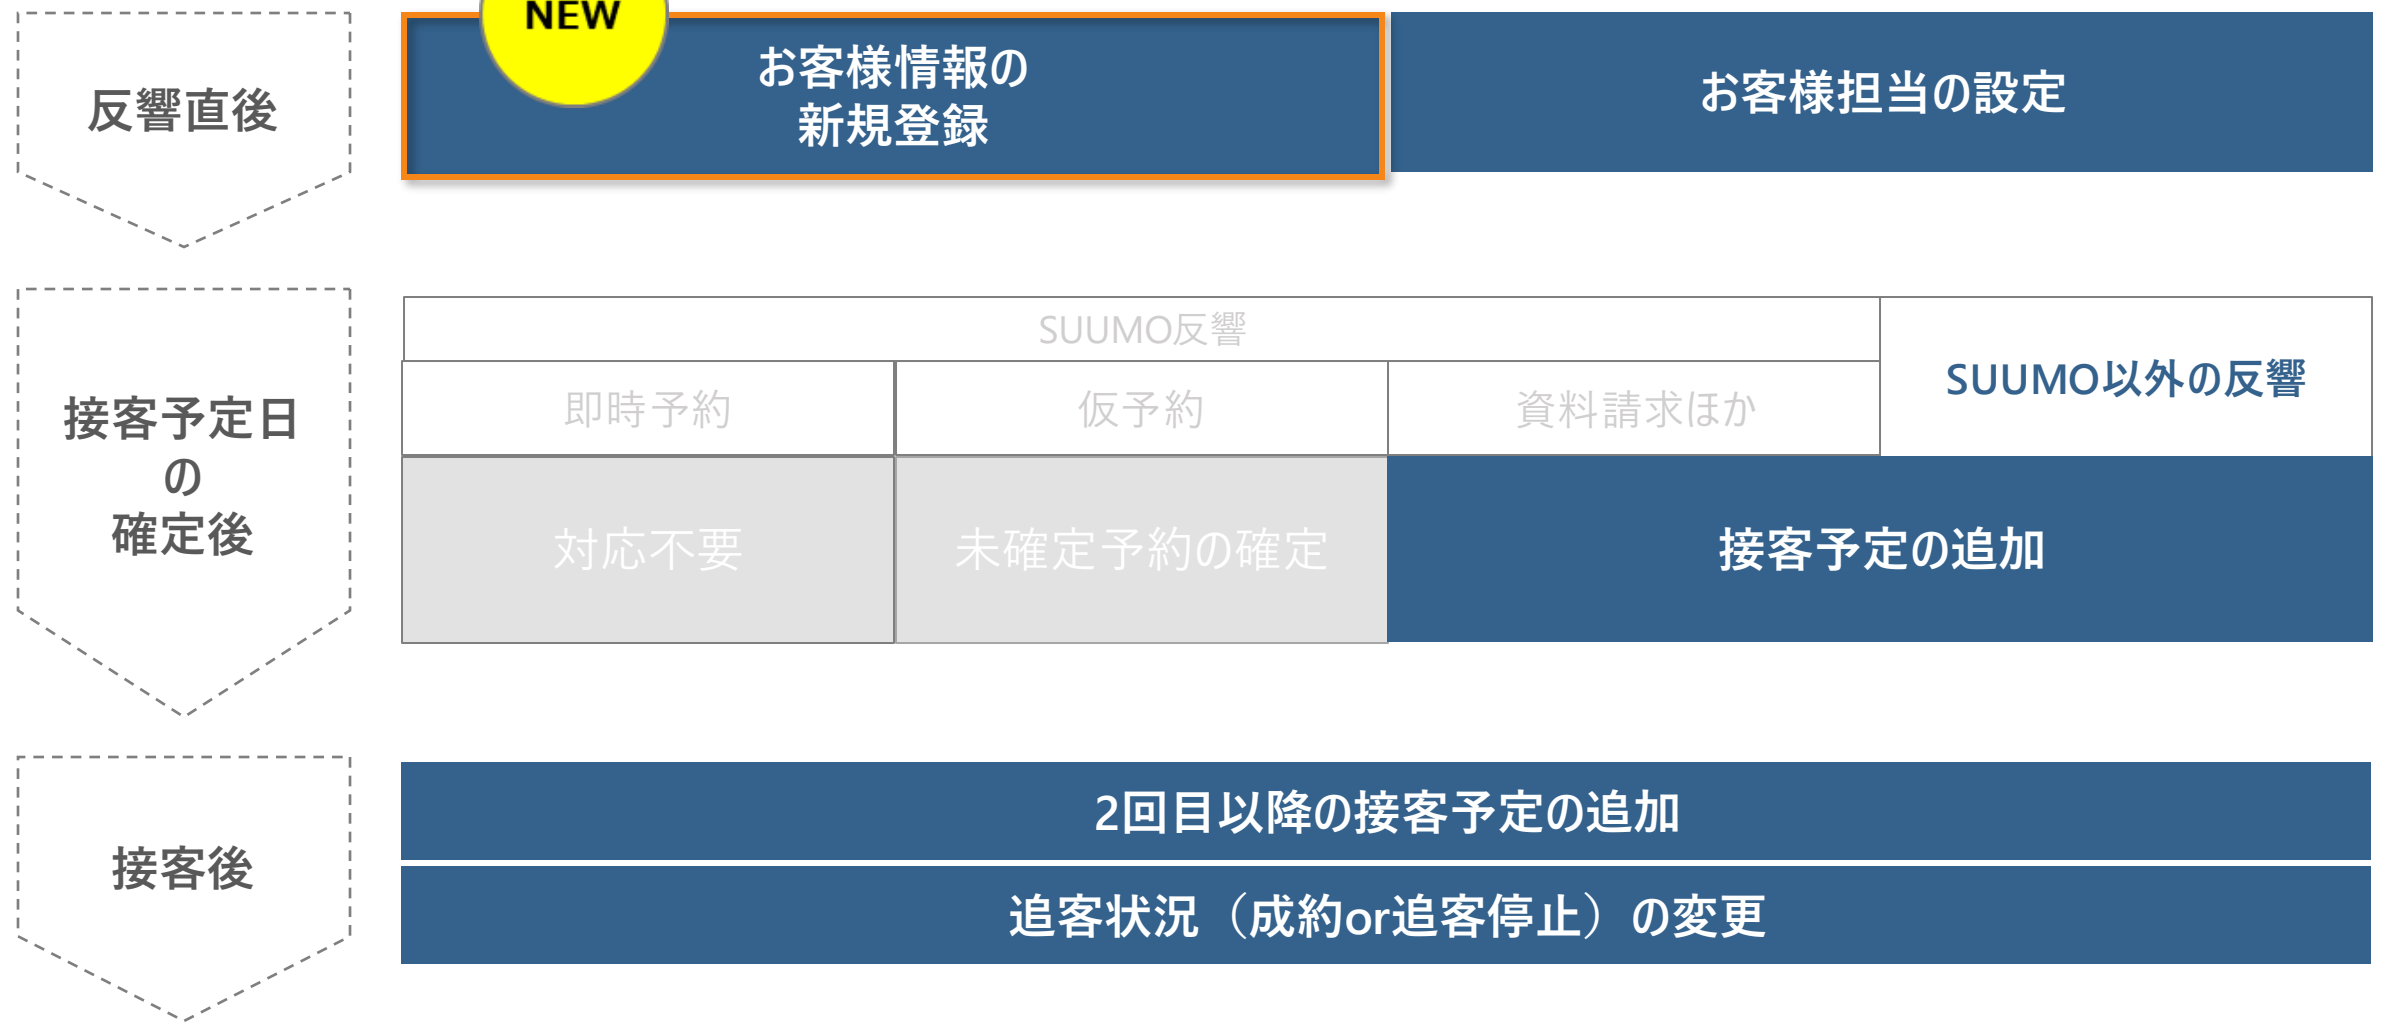 NEW
反響直後
お客様情報の
新規登録
お客様担当の設定
接客予定日
の
確定後
SUUMO反響
即時予約
仮予約
資料請求ほか
SUUMO以外の反響
対応不要
未確定予約の確定
接客予定の追加
接客後
2回目以降の接客予定の追加
追客状況（成約or追客停止）の変更